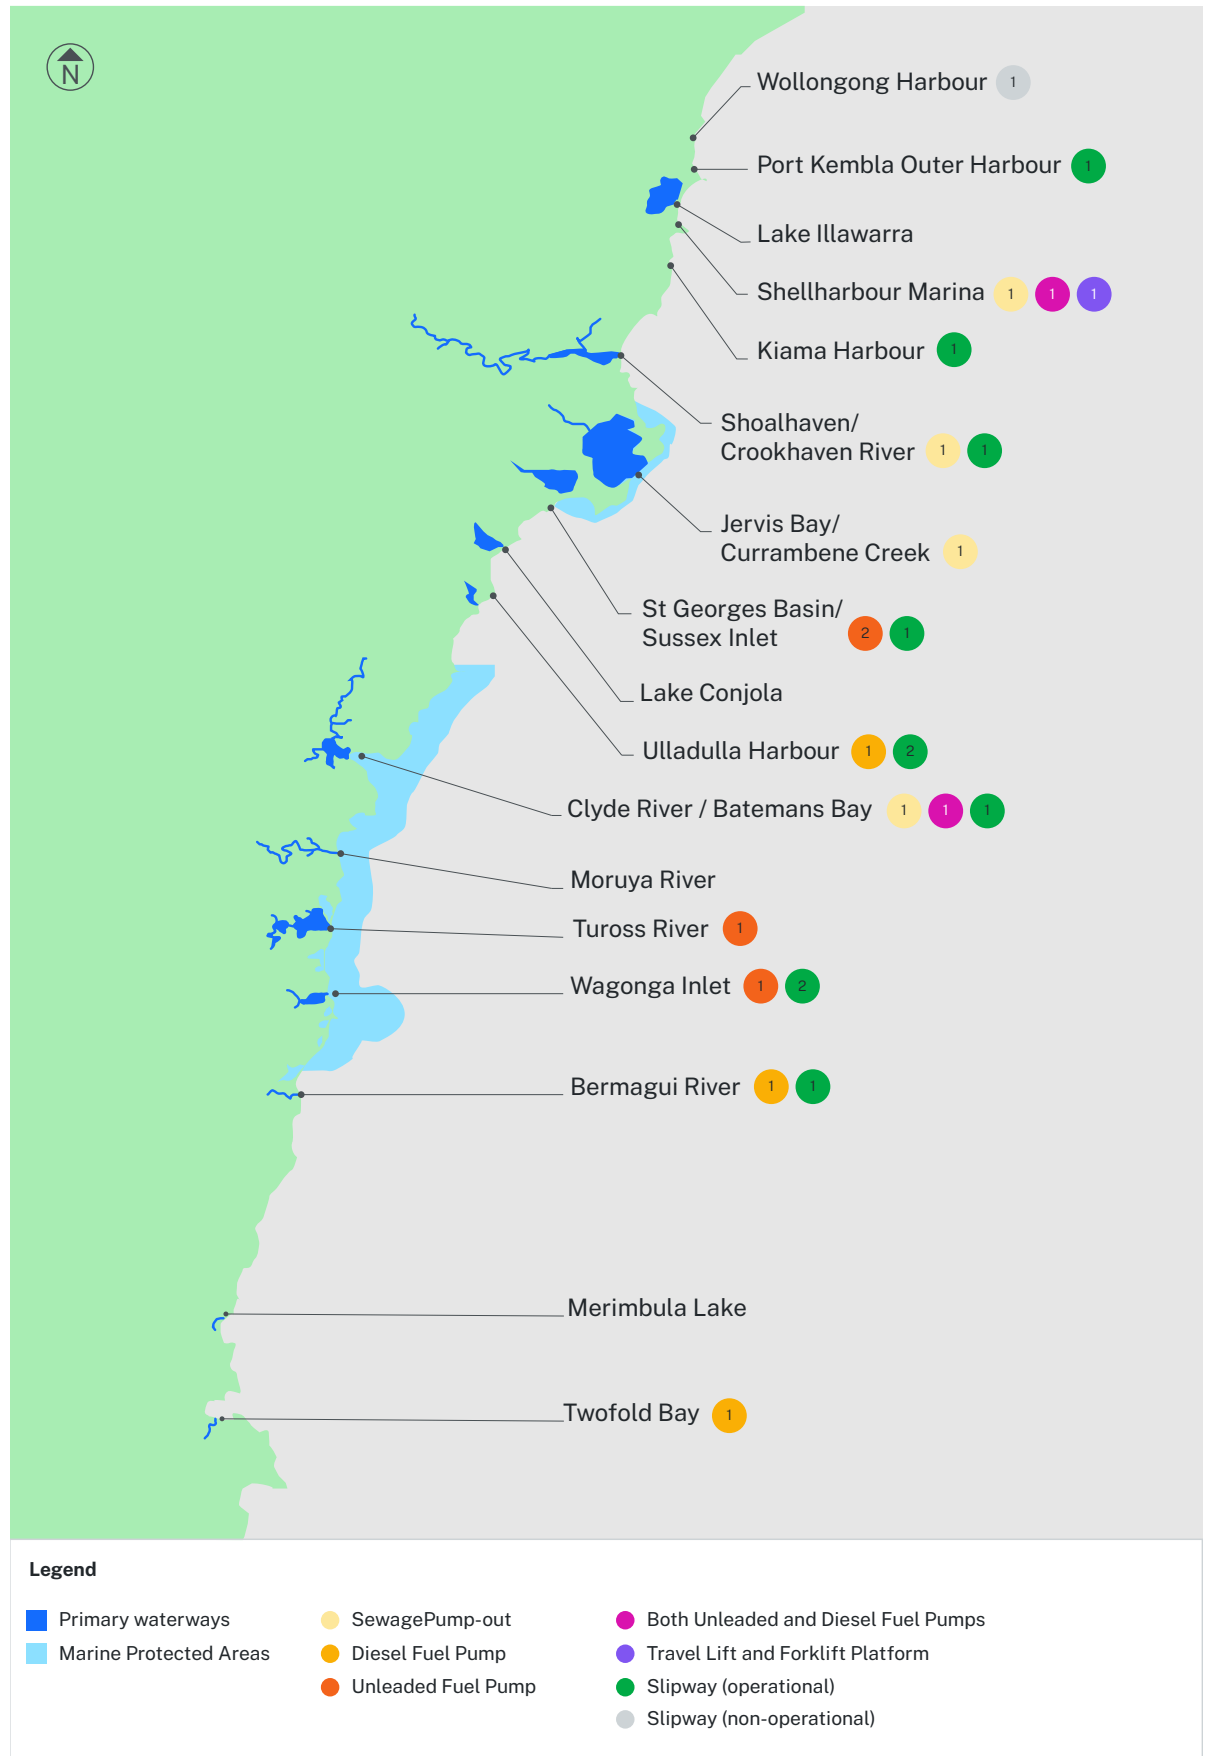 N
Wollongong Harbour 1
Port Kembla Outer Harbour 1
Lake Illawarra
Shellharbour Marina 1 1 1
Kiama Harbour 1
Shoalhaven/
Crookhaven River 1 1
Jervis Bay/
Currambene Creek 1
St Georges Basin/
Sussex Inlet 2 1
Lake Conjola
Ulladulla Harbour 1 2
Clyde River / Batemans Bay 1 1 1
Moruya River
Tuross River 1
Wagonga Inlet 1 2
Bermagui River 1 1
Merimbula Lake
Twofold Bay 1
Legend
Primary waterways
Marine Protected Areas
SewagePump-out
Diesel Fuel Pump
Unleaded Fuel Pump
Both Unleaded and Diesel Fuel Pumps
Travel Lift and Forklift Platform
Slipway (operational)
Slipway (non-operational)